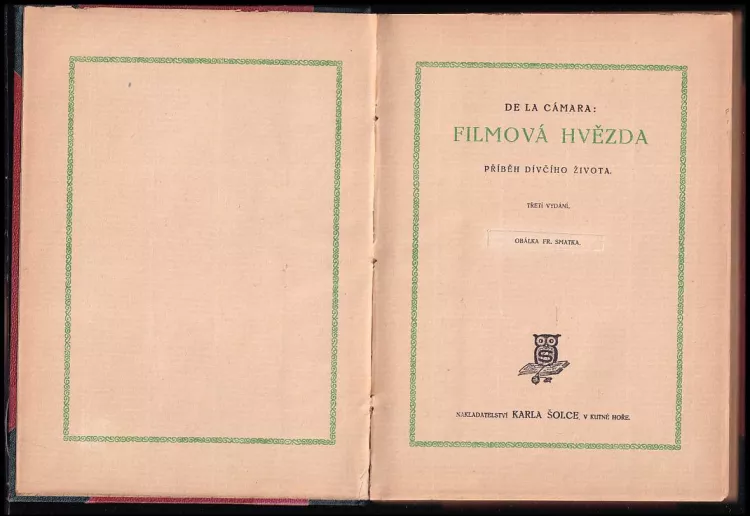 DE LA CÁMARA:
FILMOVÁ HVĚZDA
PŘÍBĚH DÍVČÍHO ŽIVOTA.
TŘETÍ VYDÁNÍ.
OBÁLKA FR. SMATKA.
NAKLADATELSTVÍ KARLA ŠOLCE, V KUTNÉ HOŘE.